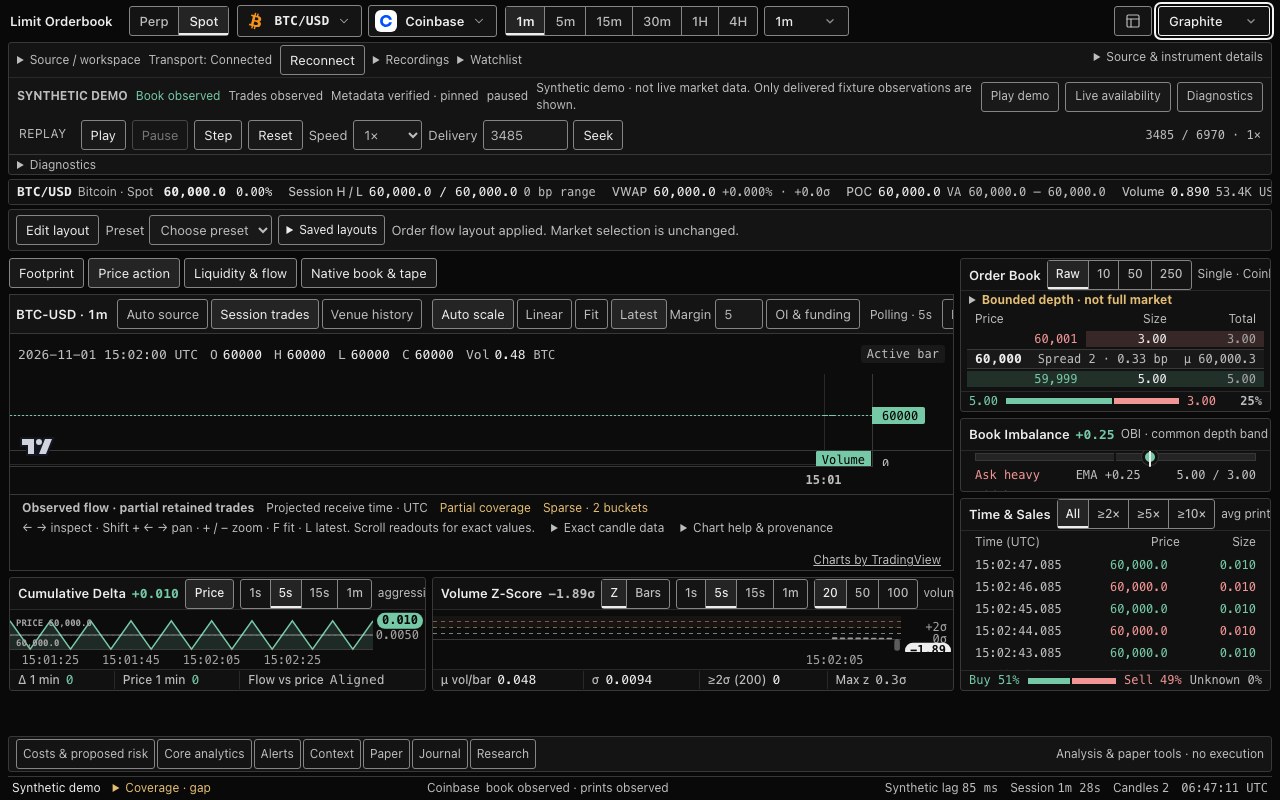 Limit Orderbook Perp Spot BTC/USD Coinbase 1m 5m 15m 30m 1H 4H 1m Graphite
▶ Source / workspace Transport: Connected Reconnect ▶ Recordings ▶ Watchlist ▶ Source & instrument details
SYNTHETIC DEMO Book observed Trades observed Metadata verified · pinned paused Synthetic demo · not live market data. Only delivered fixture observations are shown. Play demo Live availability Diagnostics
REPLAY Play Pause Step Reset Speed 1× Delivery 3485 Seek 3485 / 6970 · 1×
▶ Diagnostics
BTC/USD Bitcoin · Spot 60,000.0 0.00% Session H / L 60,000.0 / 60,000.0 0 bp range VWAP 60,000.0 +0.000% · +0.0σ POC 60,000.0 VA 60,000.0 — 60,000.0 Volume 0.890 53.4K US
Edit layout Preset Choose preset ▶ Saved layouts Order flow layout applied. Market selection is unchanged.
Footprint Price action Liquidity & flow Native book & tape
BTC-USD · 1m Auto source Session trades Venue history Auto scale Linear Fit Latest Margin 5 OI & funding Polling · 5s
2026−11−01 15:02:00 UTC O 60000 H 60000 L 60000 C 60000 Vol 0.48 BTC Active bar
60000
Volume 0
15:01
Observed flow · partial retained trades Projected receive time · UTC Partial coverage Sparse · 2 buckets
← → inspect · Shift + ← → pan · + / − zoom · F fit · L latest. Scroll readouts for exact values. ▶ Exact candle data ▶ Chart help & provenance
Charts by TradingView
Order Book Raw 10 50 250 Single · Coin
▶ Bounded depth · not full market
Price Size Total
60,001 3.00 3.00
60,000 Spread 2 · 0.33 bp μ 60,000.3
59,999 5.00 5.00
5.00 3.00 25%
Book Imbalance +0.25 OBI · common depth band
Ask heavy EMA +0.25 5.00 / 3.00
Time & Sales All ≥2× ≥5× ≥10× avg print
Time (UTC) Price Size
15:02:47.085 60,000.0 0.010
15:02:46.085 60,000.0 0.010
15:02:45.085 60,000.0 0.010
15:02:44.085 60,000.0 0.010
15:02:43.085 60,000.0 0.010
Buy 51% Sell 49% Unknown 0%
Cumulative Delta +0.010 Price 1s 5s 15s 1m aggressi
PRICE 60,000.0 0.010
60,000.0 0.0050
15:01:25 15:01:45 15:02:05 15:02:25
Δ 1 min 0 Price 1 min 0 Flow vs price Aligned
Volume Z-Score −1.89σ Z Bars 1s 5s 15s 1m 20 50 100 volum
+2σ
0σ
−1.89
15:02:05
μ vol/bar 0.048 σ 0.0094 ≥2σ (200) 0 Max z 0.3σ
Costs & proposed risk Core analytics Alerts Context Paper Journal Research Analysis & paper tools · no execution
Synthetic demo ▶ Coverage · gap Coinbase book observed · prints observed Synthetic lag 85 ms Session 1m 28s Candles 2 06:47:11 UTC